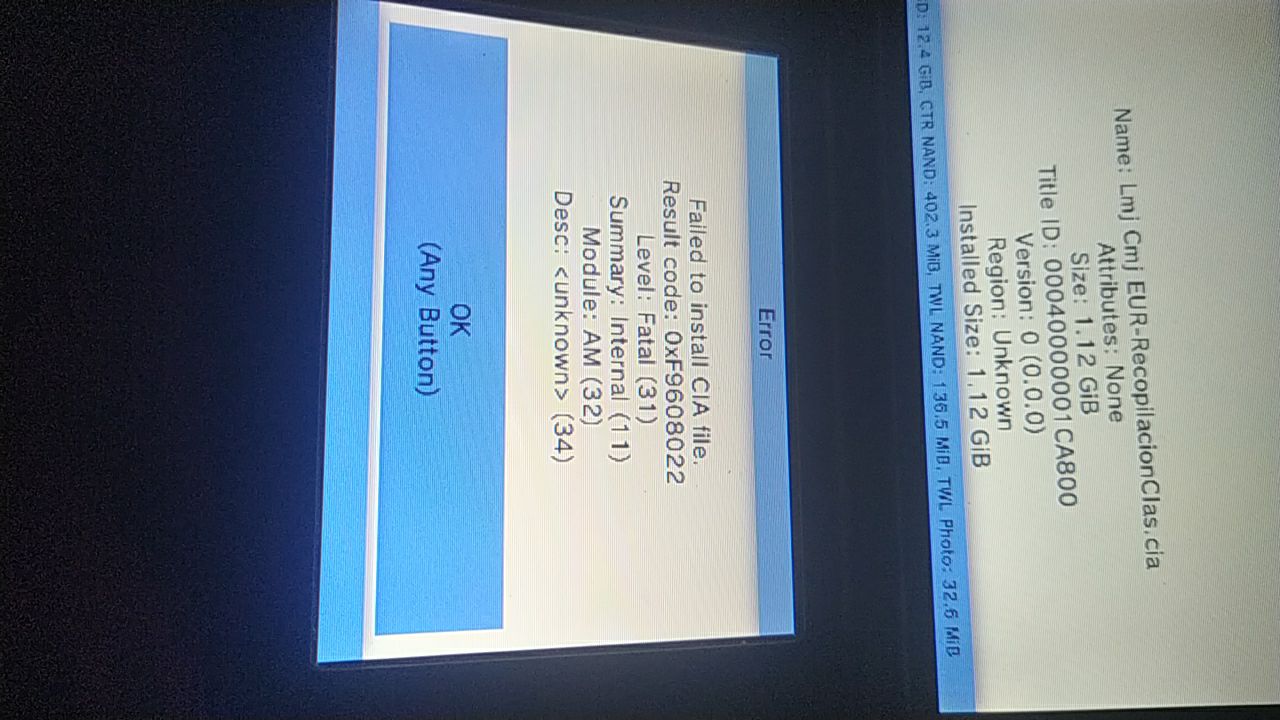 Name: Lmj Cmj EUR-RecopilacionClas.cia
Attributes: None
Size: 1.12 GiB
Title ID: 00040000001CA800
Version: 0 (0.0.0)
Region: Unknown
Installed Size: 1.12 GiB
D: 12.4 GiB, CTR NAND: 402.3 MiB, TWL NAND: 136.5 MiB, TWL Photo: 32.6 MiB
Error
Failed to install CIA file.
Result code: 0xF9608022
Level: Fatal (31)
Summary: Internal (11)
Module: AM (32)
Desc: <unknown> (34)
OK
(Any Button)